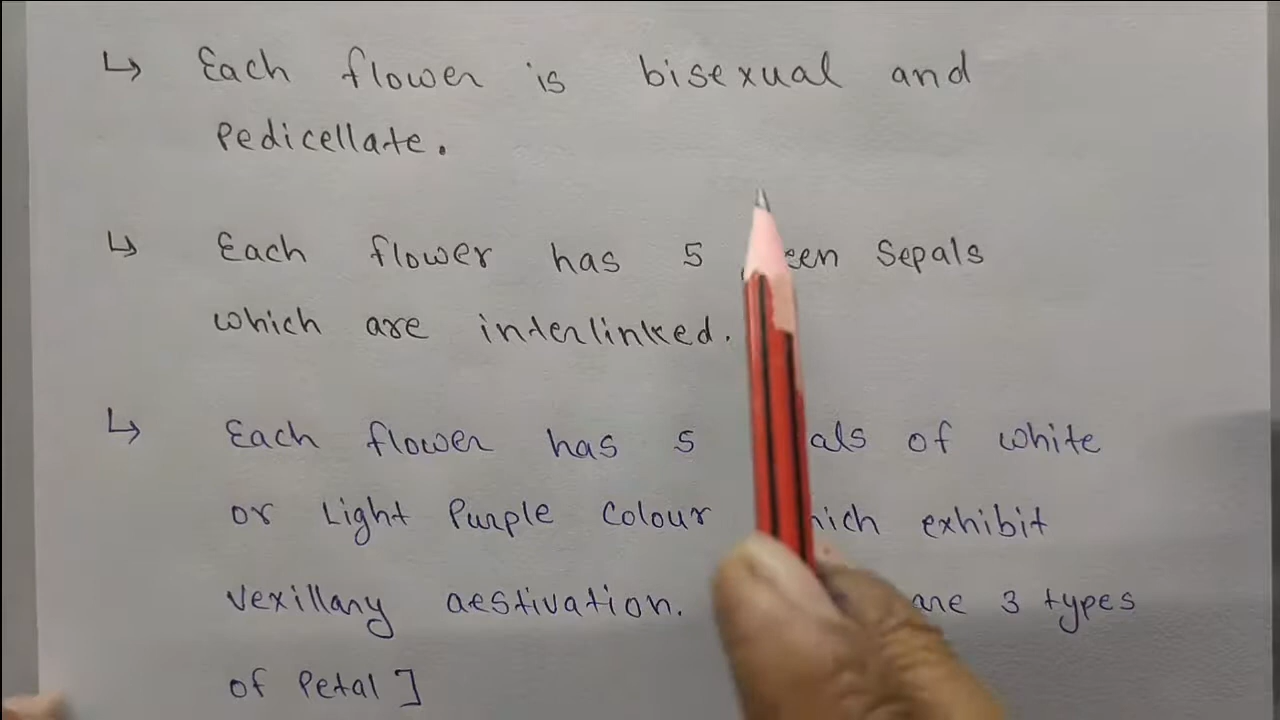 ↳ Each flower is bisexual and
Pedicellate.
↳ Each flower has 5 Sepals
which are interlinked.
↳ Each flower has 5 of white
or Light Purple Colour exhibit
vexillary aestivation. are 3 types
of Petal ]